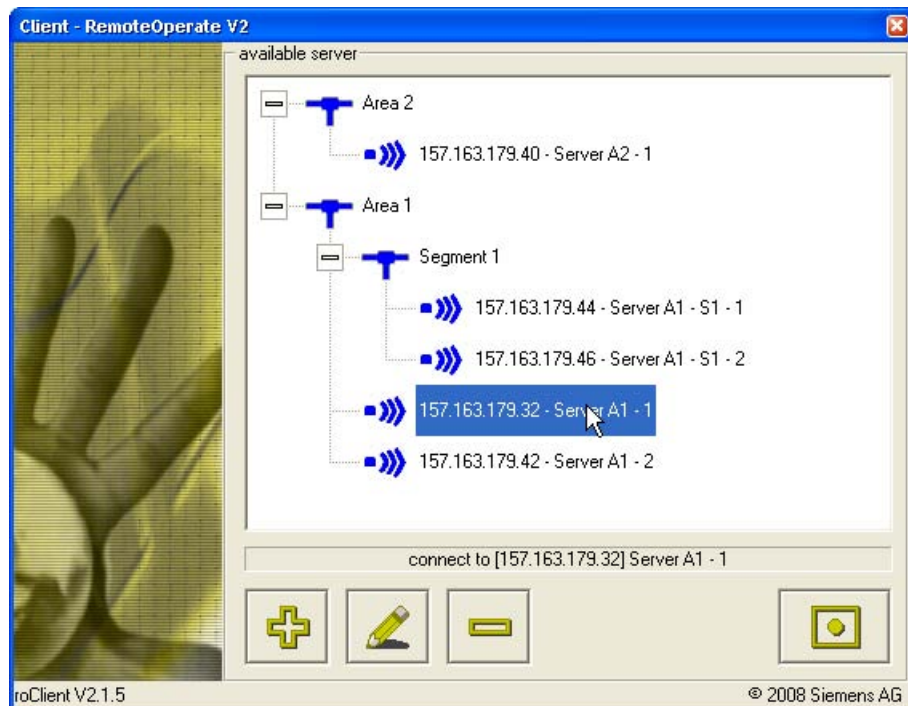 Client - RemoteOperate V2
available server
Area 2
157.163.179.40 - Server A2 - 1
Area 1
Segment 1
157.163.179.44 - Server A1 - S1 - 1
157.163.179.46 - Server A1 - S1 - 2
157.163.179.32 - Server A1 - 1
157.163.179.42 - Server A1 - 2
connect to [157.163.179.32] Server A1 - 1
roClient V2.1.5
© 2008 Siemens AG